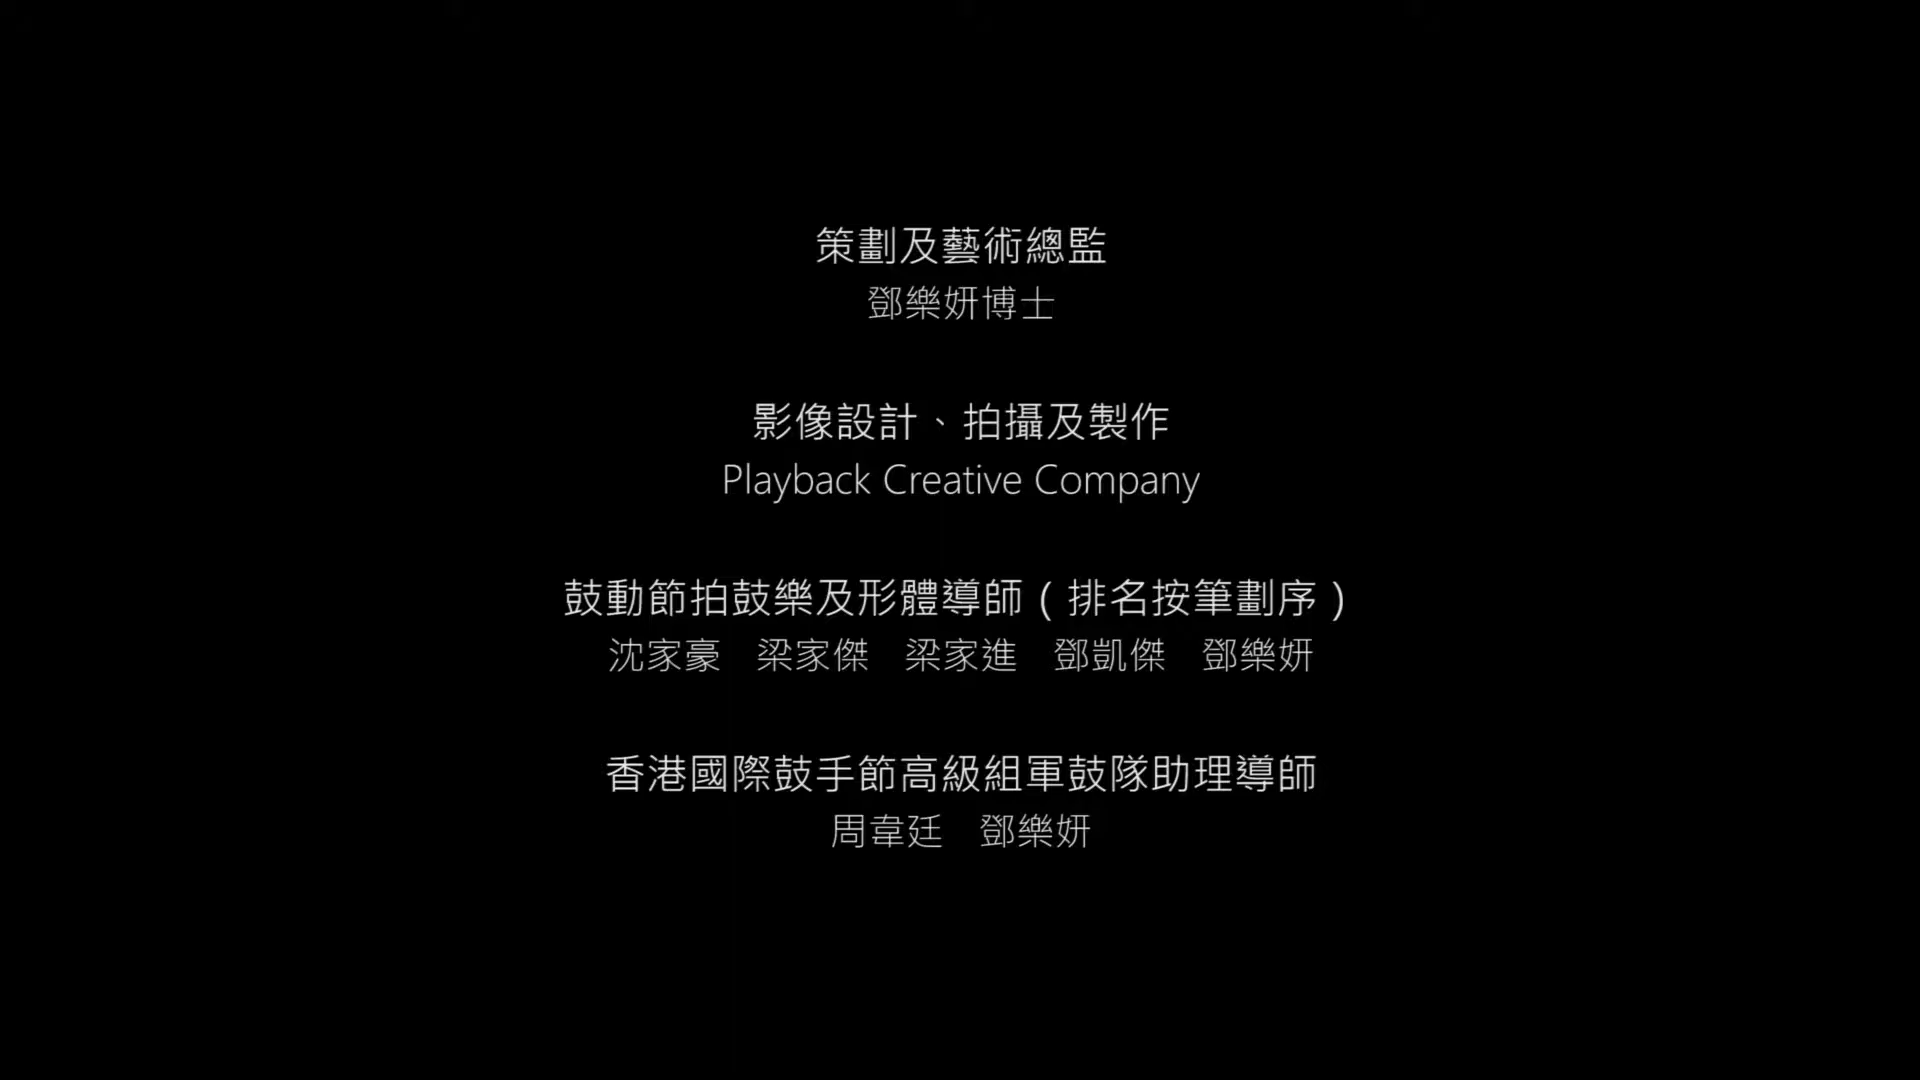 策劃及藝術總監
鄧樂妍博士
影像設計、拍攝及製作
Playback Creative Company
鼓動節拍鼓樂及形體導師（排名按筆劃序）
沈家豪　梁家傑　梁家進　鄧凱傑　鄧樂妍
香港國際鼓手節高級組軍鼓隊助理導師
周韋廷　鄧樂妍